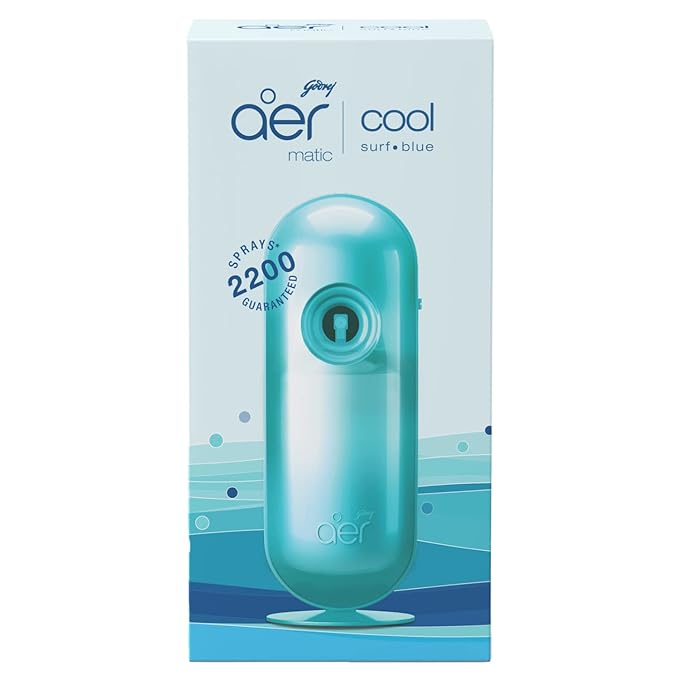 Godrej
aer
matic
cool
surf•blue
SPRAYS*
2200
GUARANTEED
Godrej
aer